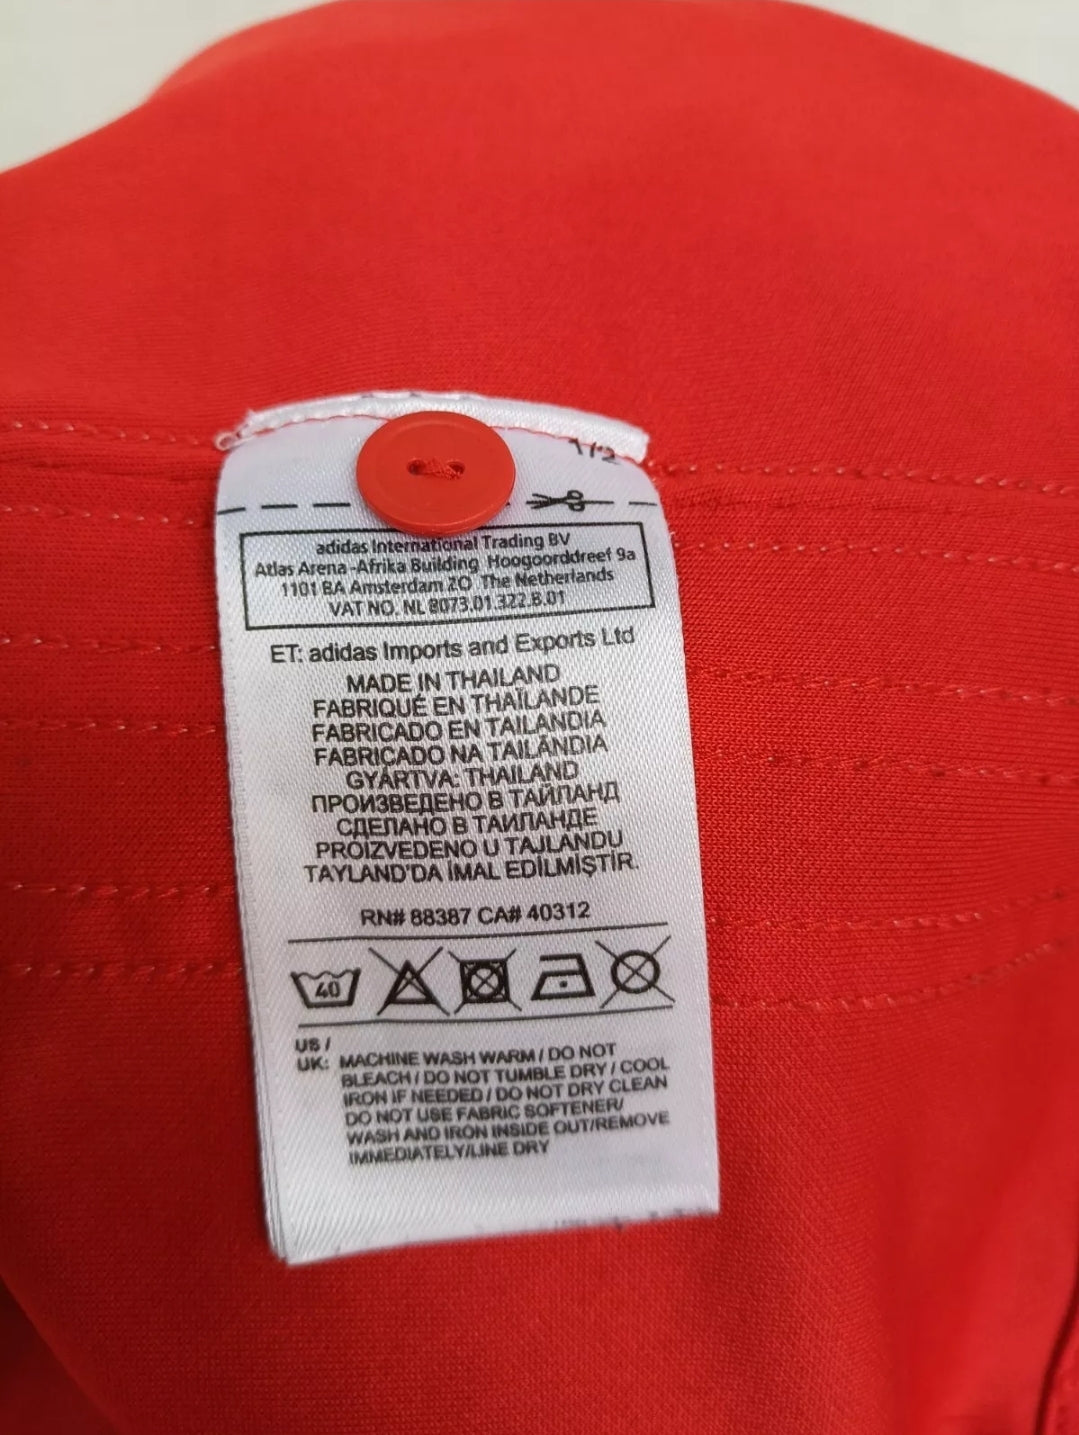 1/2
adidas International Trading BV
Atlas Arena-Afrika Building Hoogoorddreef 9a
1101 BA Amsterdam ZO The Netherlands
VAT NO. NL 8073.01.322.B.01
ET: adidas Imports and Exports Ltd
MADE IN THAILAND
FABRIQUÉ EN THAÏLANDE
FABRICADO EN TAILANDIA
FABRICADO NA TAILÂNDIA
GYÁRTVA: THAILAND
ПРОИЗВЕДЕНО В ТАЙЛАНД
СДЕЛАНО В ТАИЛАНДЕ
PROIZVEDENO U TAJLANDU
TAYLAND'DA İMAL EDİLMİŞTİR.
RN# 88387 CA# 40312
40
US /
UK: MACHINE WASH WARM / DO NOT
BLEACH / DO NOT TUMBLE DRY / COOL
IRON IF NEEDED / DO NOT DRY CLEAN
DO NOT USE FABRIC SOFTENER/
WASH AND IRON INSIDE OUT/REMOVE
IMMEDIATELY/LINE DRY